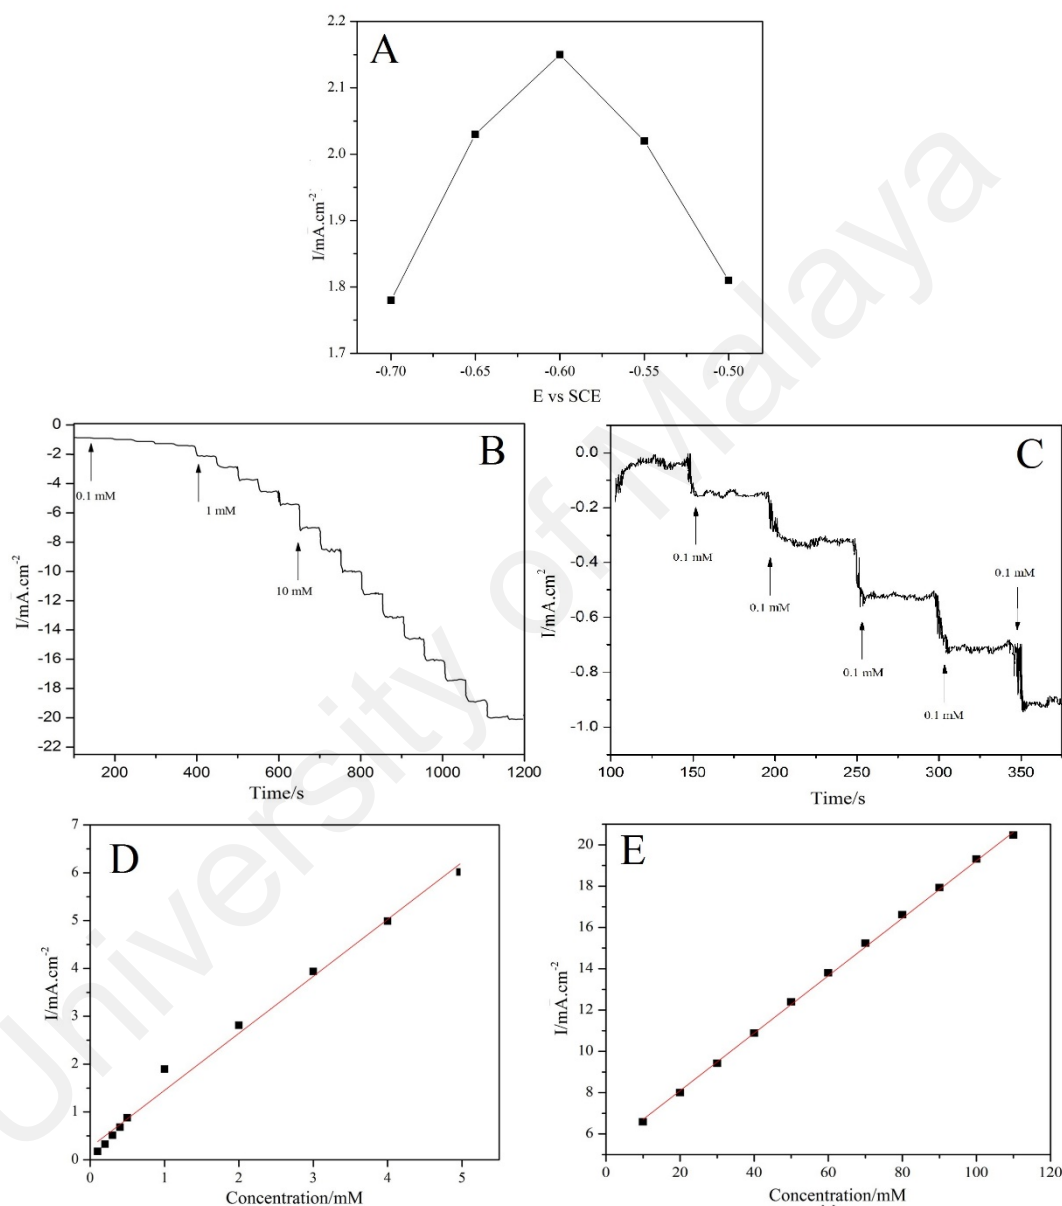 A
2.2
2.1
2.0
1.9
1.8
1.7
I/mA.cm-2
-0.70 -0.65 -0.60 -0.55 -0.50
E vs SCE
B
0
-2
-4
-6
-8
-10
-12
-14
-16
-18
-20
-22
I/mA.cm-2
0.1 mM
1 mM
10 mM
200 400 600 800 1000 1200
Time/s
C
0.0
-0.2
-0.4
-0.6
-0.8
-1.0
I/mA.cm2
0.1 mM
0.1 mM
0.1 mM
0.1 mM
0.1 mM
100 150 200 250 300 350
Time/s
D
7
6
5
4
3
2
1
0
I/mA.cm-2
0 1 2 3 4 5
Concentration/mM
E
20
18
16
14
12
10
8
6
I/mA.cm-2
0 20 40 60 80 100 120
Concentration/mM
University of Malaya